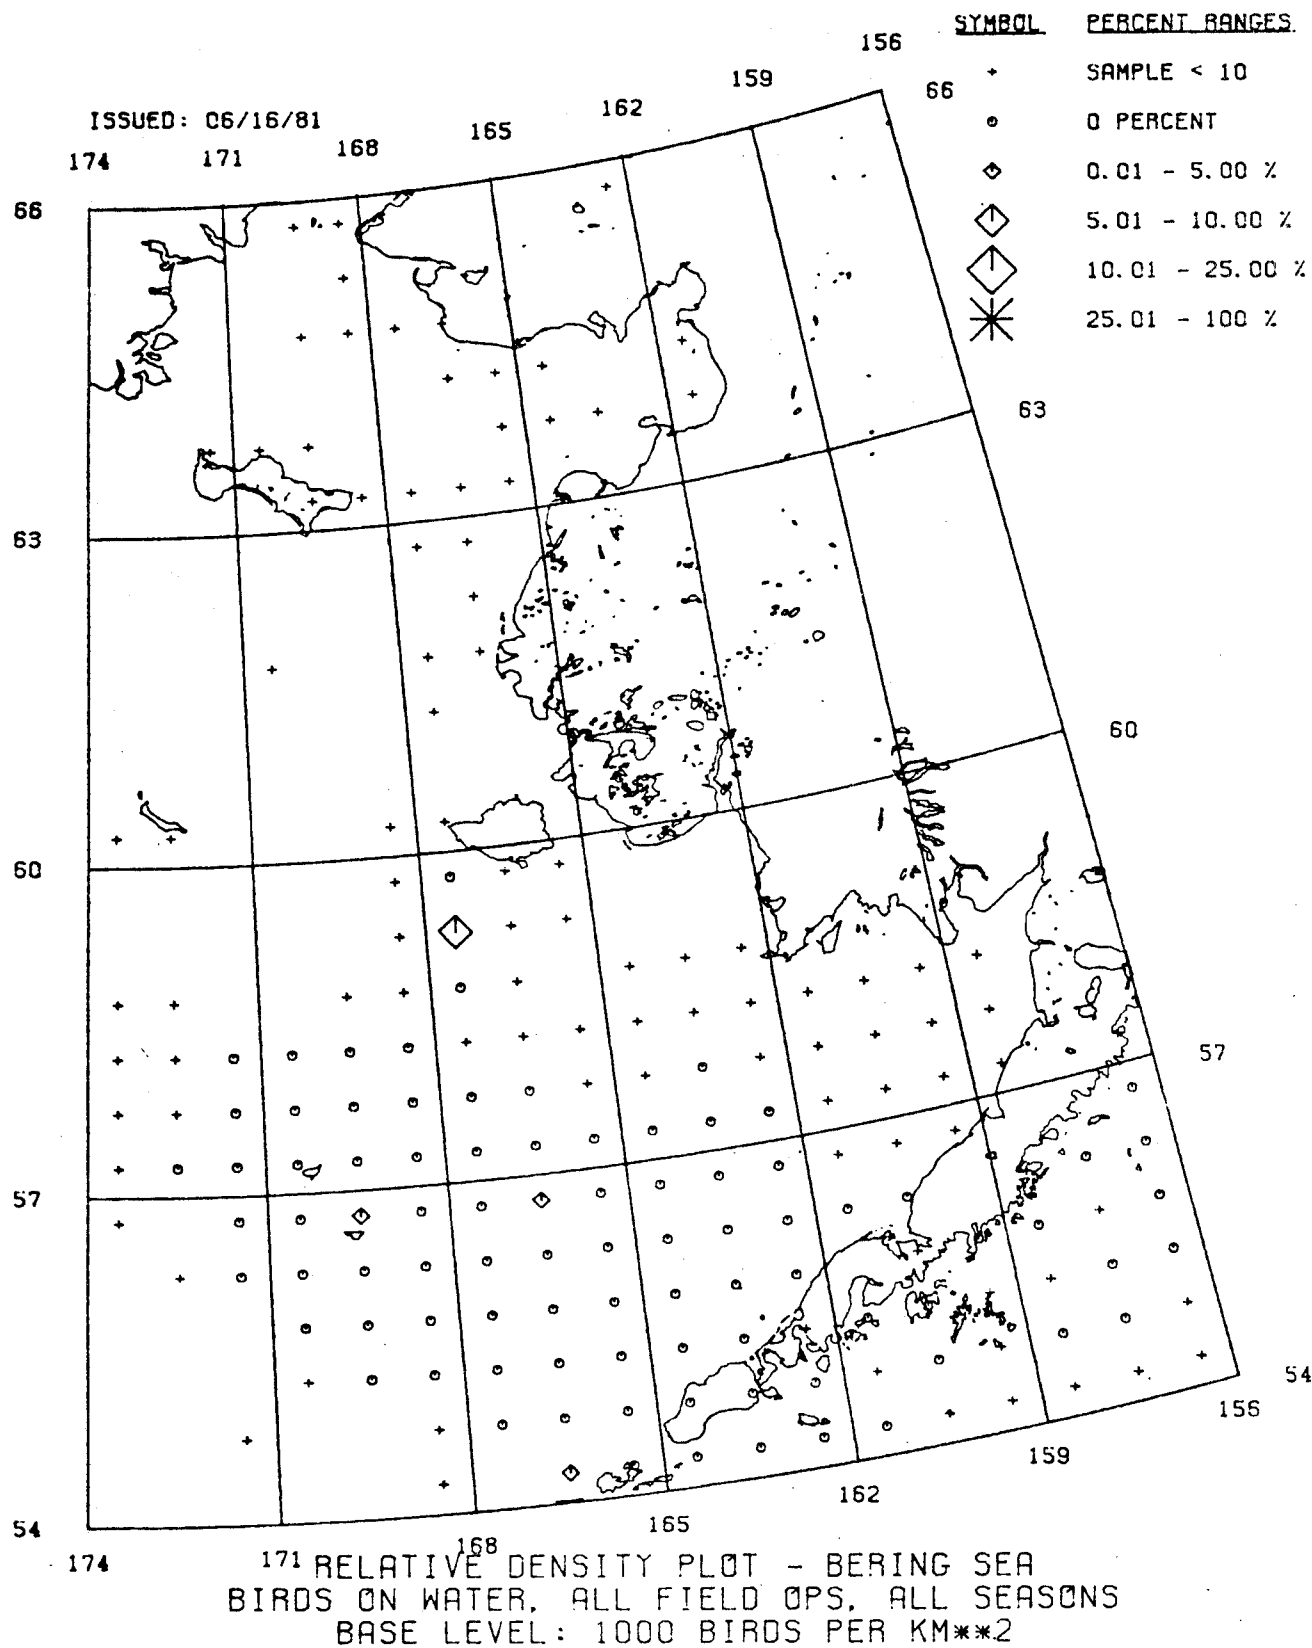 SYMBOL PERCENT RANGES
+ SAMPLE < 10
0 PERCENT
0.01 - 5.00 %
5.01 - 10.00 %
10.01 - 25.00 %
25.01 - 100 %
ISSUED: 06/16/81
174 171 168 165 162 159 156
66 66
63 63
60 60
57 57
54 54
174 171 168 165 162 159 156
RELATIVE DENSITY PLOT - BERING SEA
BIRDS ON WATER, ALL FIELD OPS, ALL SEASONS
BASE LEVEL: 1000 BIRDS PER KM**2